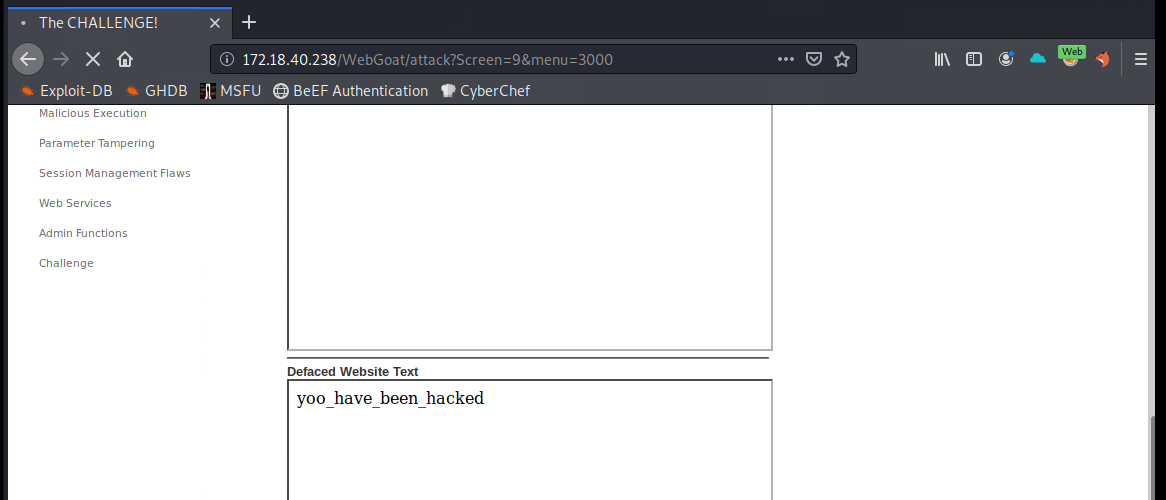 The CHALLENGE!
172.18.40.238/WebGoat/attack?Screen=9&menu=3000
Web
Exploit-DB GHDB MSFU BeEF Authentication CyberChef
Malicious Execution
Parameter Tampering
Session Management Flaws
Web Services
Admin Functions
Challenge
Defaced Website Text
yoo_have_been_hacked